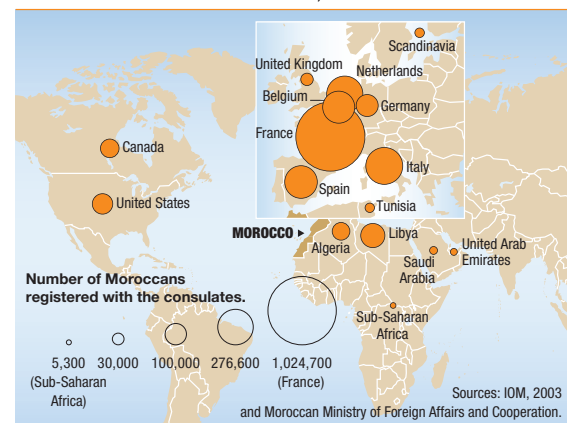 Scandinavia
United Kingdom
Netherlands
Belgium
Germany
France
Italy
Spain
Canada
United States
Tunisia
MOROCCO
Algeria
Libya
Saudi
Arabia
United Arab
Emirates
Sub-Saharan
Africa
Number of Moroccans
registered with the consulates.
5,300 30,000 100,000 276,600 1,024,700
(Sub-Saharan (France)
Africa)
Sources: IOM, 2003
and Moroccan Ministry of Foreign Affairs and Cooperation.